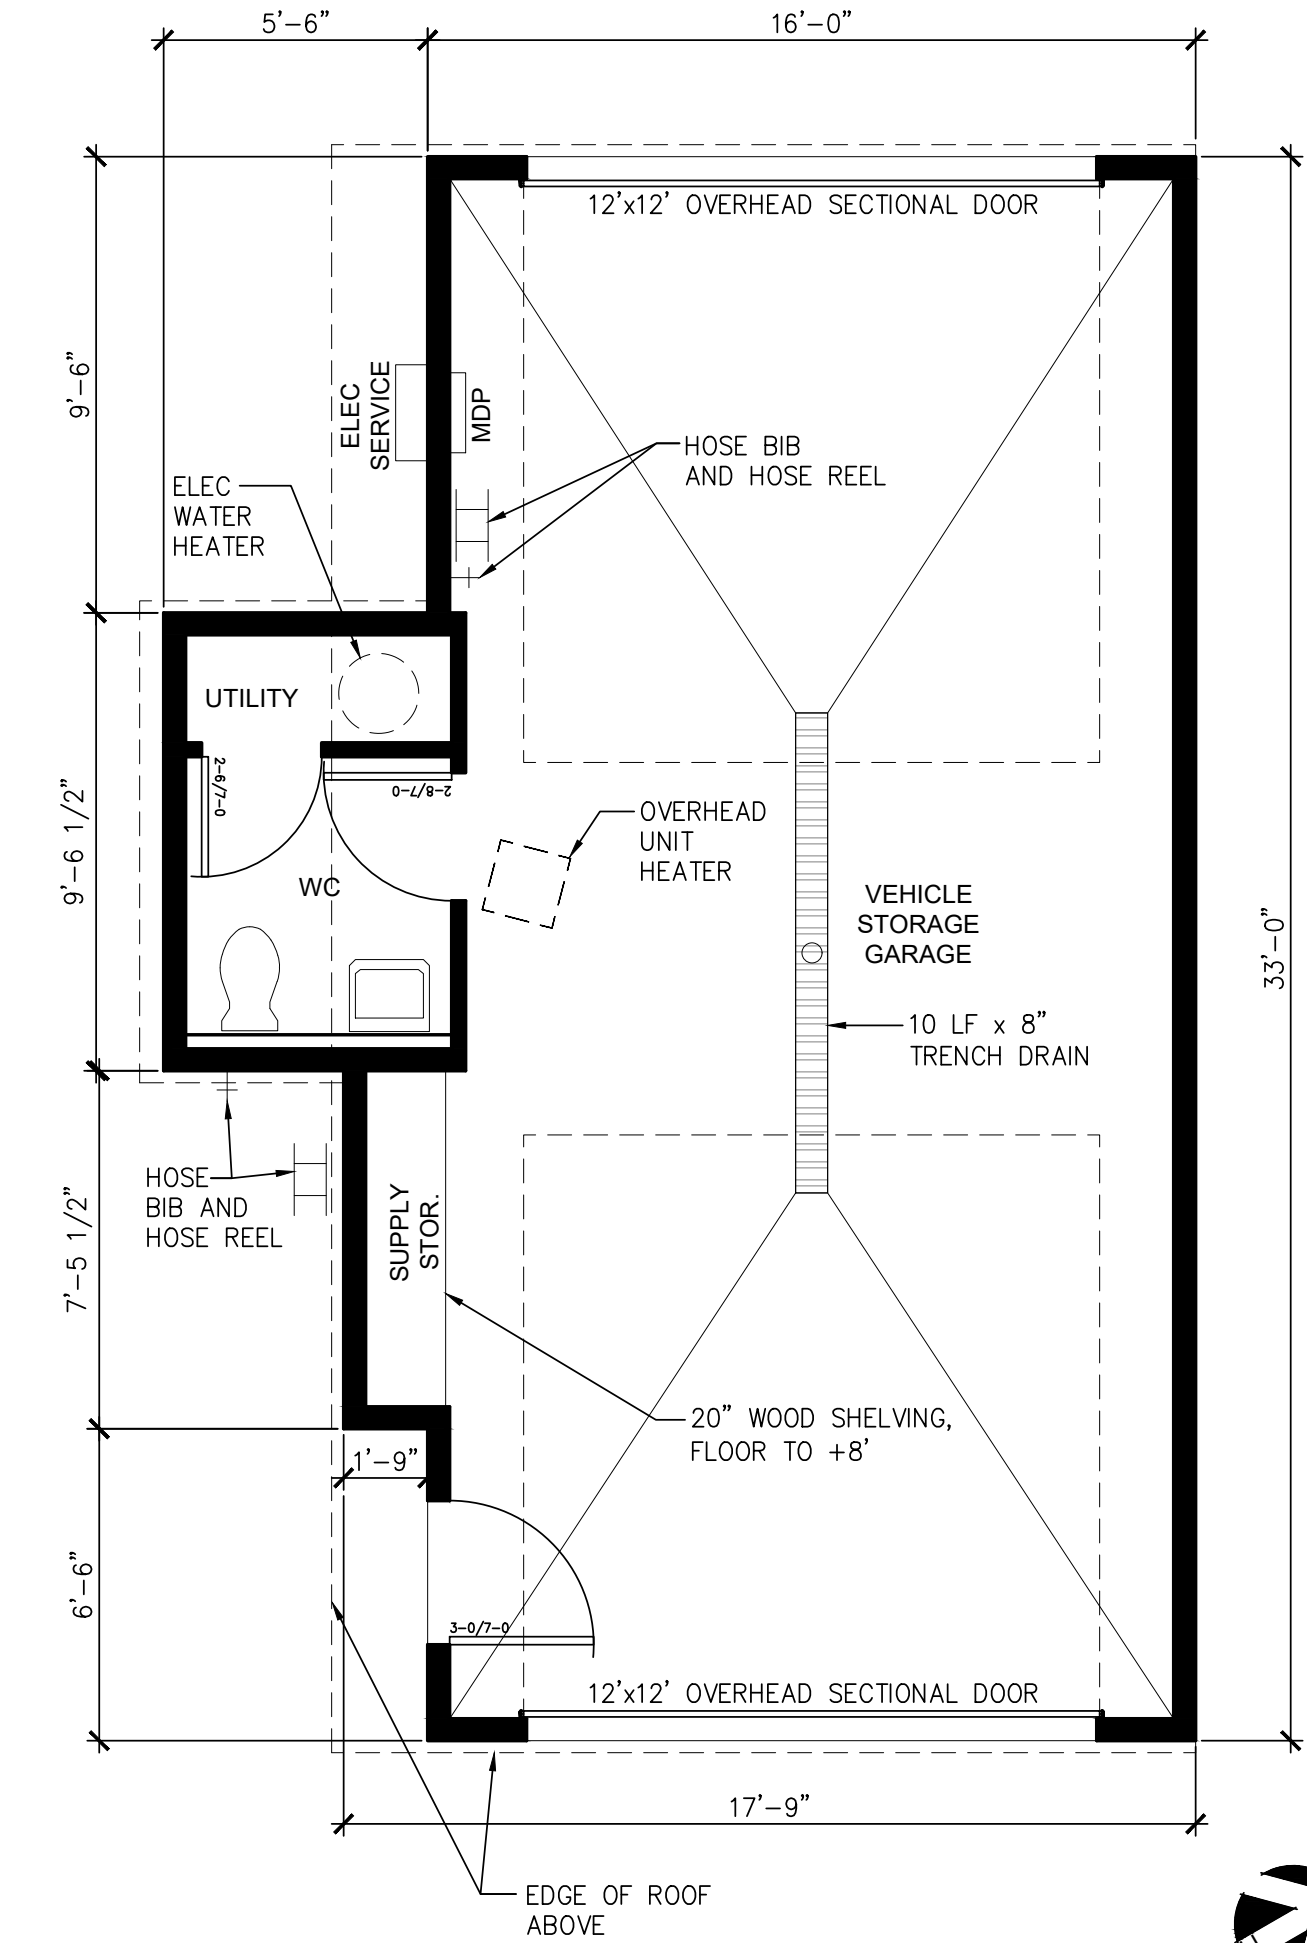 5'-6"
16'-0"
12'x12' OVERHEAD SECTIONAL DOOR
9'-6"
ELEC
SERVICE
MDP
HOSE BIB
AND HOSE REEL
ELEC
WATER
HEATER
UTILITY
2-6/7-0
2-8/7-0
9'-6 1/2"
OVERHEAD
UNIT
HEATER
WC
VEHICLE
STORAGE
GARAGE
33'-0"
10 LF x 8"
TRENCH DRAIN
HOSE
BIB AND
HOSE REEL
7'-5 1/2"
SUPPLY
STOR.
20" WOOD SHELVING,
FLOOR TO +8'
1'-9"
6'-6"
3-0/7-0
12'x12' OVERHEAD SECTIONAL DOOR
17'-9"
EDGE OF ROOF
ABOVE